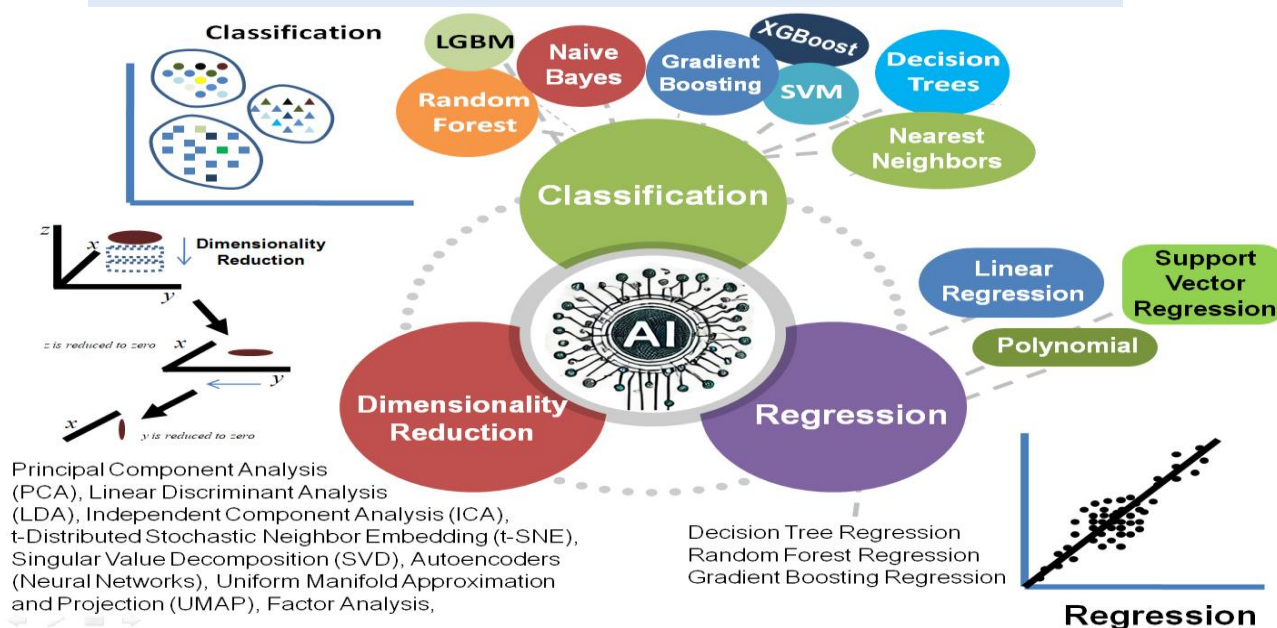 Classification
LGBM
Naive
Bayes
Gradient
Boosting
XGBoost
SVM
Decision
Trees
Random
Forest
Nearest
Neighbors
Classification
z
x
y
Dimensionality
Reduction
z is reduced to zero
x
y
x
y is reduced to zero
AI
Linear
Regression
Support
Vector
Regression
Polynomial
Dimensionality
Reduction
Regression
Principal Component Analysis
(PCA), Linear Discriminant Analysis
(LDA), Independent Component Analysis (ICA),
t-Distributed Stochastic Neighbor Embedding (t-SNE),
Singular Value Decomposition (SVD), Autoencoders
(Neural Networks), Uniform Manifold Approximation
and Projection (UMAP), Factor Analysis,
Decision Tree Regression
Random Forest Regression
Gradient Boosting Regression
Regression